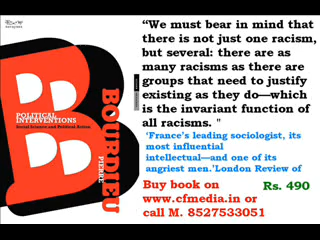 POLITICAL
INTERVENTIONS
Social Science and Political Action
PIERRE
BOURDIEU
“We must bear in mind that
there is not just one racism,
but several: there are as
many racisms as there are
groups that need to justify
existing as they do—which
is the invariant function of
all racisms. "
‘France’s leading sociologist, its
most influential
intellectual—and one of its
angriest men.’London Review of
Buy book on
www.cfmedia.in or
call M. 8527533051
Rs. 490